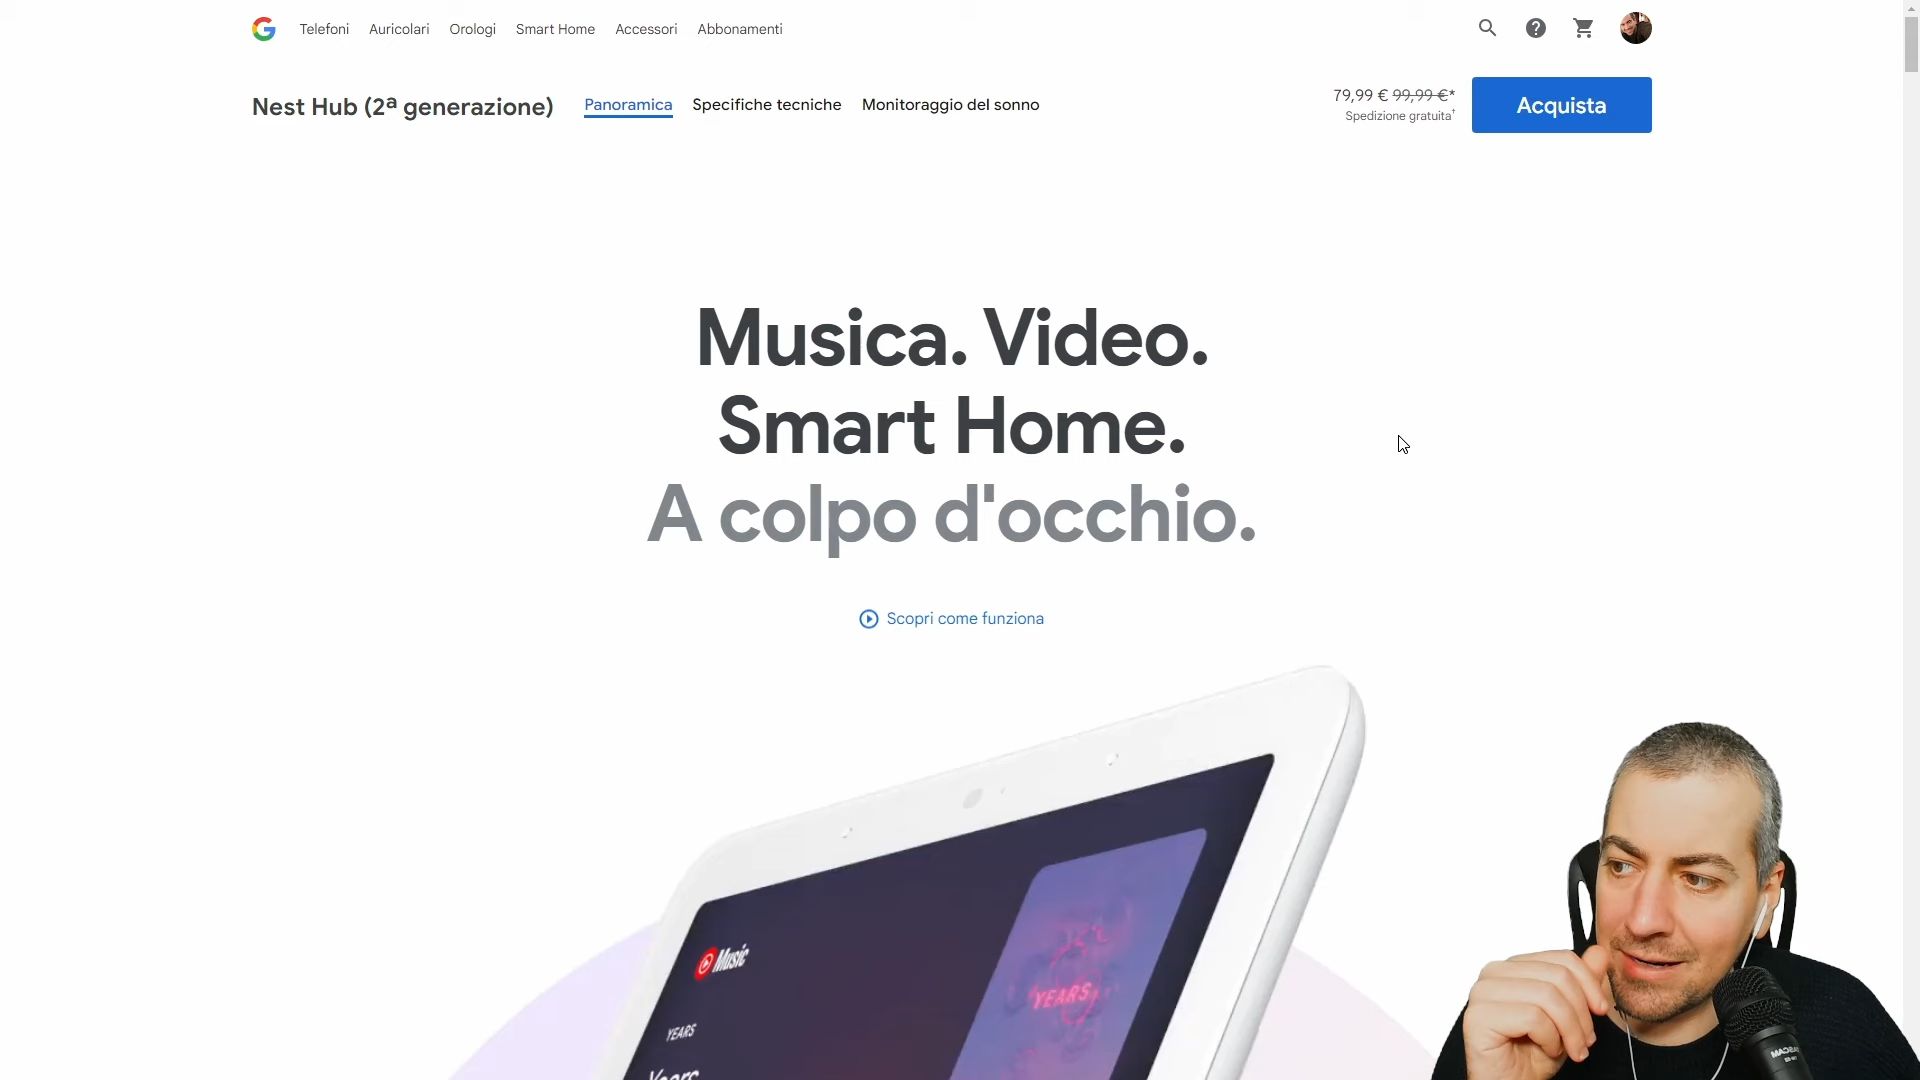 Telefoni Auricolari Orologi Smart Home Accessori Abbonamenti
Nest Hub (2ª generazione) Panoramica Specifiche tecniche Monitoraggio del sonno 79,99 € 99,99 €* Acquista
Spedizione gratuita†
Musica. Video.
Smart Home.
A colpo d'occhio.
Scopri come funziona
Music
YEARS
YEARS
Years